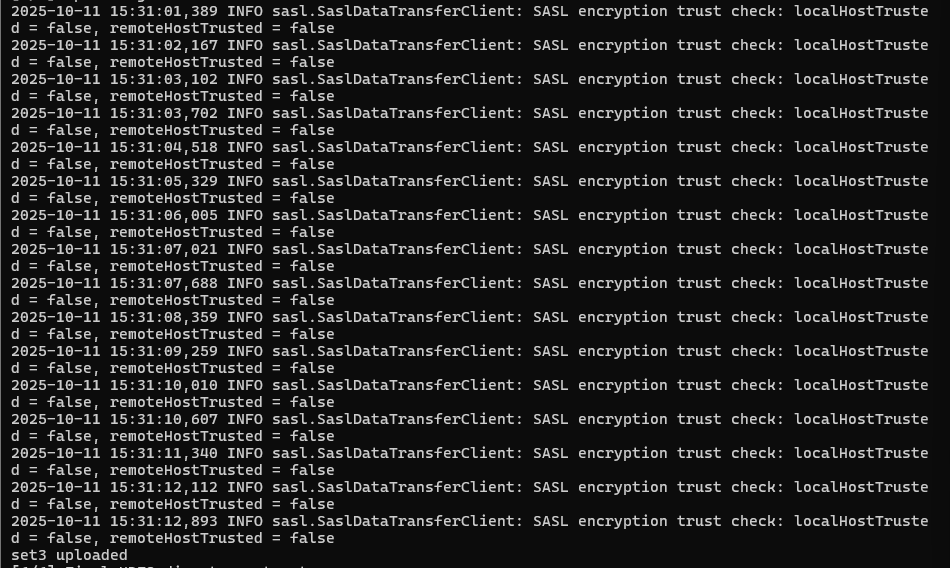 2025-10-11 15:31:01,389 INFO sasl.SaslDataTransferClient: SASL encryption trust check: localHostTruste
d = false, remoteHostTrusted = false
2025-10-11 15:31:02,167 INFO sasl.SaslDataTransferClient: SASL encryption trust check: localHostTruste
d = false, remoteHostTrusted = false
2025-10-11 15:31:03,102 INFO sasl.SaslDataTransferClient: SASL encryption trust check: localHostTruste
d = false, remoteHostTrusted = false
2025-10-11 15:31:03,702 INFO sasl.SaslDataTransferClient: SASL encryption trust check: localHostTruste
d = false, remoteHostTrusted = false
2025-10-11 15:31:04,518 INFO sasl.SaslDataTransferClient: SASL encryption trust check: localHostTruste
d = false, remoteHostTrusted = false
2025-10-11 15:31:05,329 INFO sasl.SaslDataTransferClient: SASL encryption trust check: localHostTruste
d = false, remoteHostTrusted = false
2025-10-11 15:31:06,005 INFO sasl.SaslDataTransferClient: SASL encryption trust check: localHostTruste
d = false, remoteHostTrusted = false
2025-10-11 15:31:07,021 INFO sasl.SaslDataTransferClient: SASL encryption trust check: localHostTruste
d = false, remoteHostTrusted = false
2025-10-11 15:31:07,688 INFO sasl.SaslDataTransferClient: SASL encryption trust check: localHostTruste
d = false, remoteHostTrusted = false
2025-10-11 15:31:08,359 INFO sasl.SaslDataTransferClient: SASL encryption trust check: localHostTruste
d = false, remoteHostTrusted = false
2025-10-11 15:31:09,259 INFO sasl.SaslDataTransferClient: SASL encryption trust check: localHostTruste
d = false, remoteHostTrusted = false
2025-10-11 15:31:10,010 INFO sasl.SaslDataTransferClient: SASL encryption trust check: localHostTruste
d = false, remoteHostTrusted = false
2025-10-11 15:31:10,607 INFO sasl.SaslDataTransferClient: SASL encryption trust check: localHostTruste
d = false, remoteHostTrusted = false
2025-10-11 15:31:11,340 INFO sasl.SaslDataTransferClient: SASL encryption trust check: localHostTruste
d = false, remoteHostTrusted = false
2025-10-11 15:31:12,112 INFO sasl.SaslDataTransferClient: SASL encryption trust check: localHostTruste
d = false, remoteHostTrusted = false
2025-10-11 15:31:12,893 INFO sasl.SaslDataTransferClient: SASL encryption trust check: localHostTruste
d = false, remoteHostTrusted = false
set3 uploaded